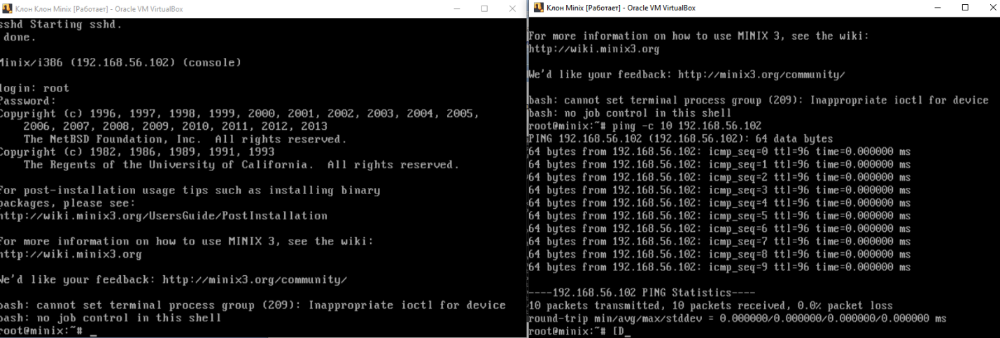 Клон Клон Minix [Работает] - Oracle VM VirtualBox
sshd Starting sshd.
done.
Minix/i386 (192.168.56.102) (console)
login: root
Password:
Copyright (c) 1996, 1997, 1998, 1999, 2000, 2001, 2002, 2003, 2004, 2005,
2006, 2007, 2008, 2009, 2010, 2011, 2012, 2013
The NetBSD Foundation, Inc.  All rights reserved.
Copyright (c) 1982, 1986, 1989, 1991, 1993
The Regents of the University of California.  All rights reserved.
For post-installation usage tips such as installing binary
packages, please see:
http://wiki.minix3.org/UsersGuide/PostInstallation
For more information on how to use MINIX 3, see the wiki:
http://wiki.minix3.org
We'd like your feedback: http://minix3.org/community/
bash: cannot set terminal process group (209): Inappropriate ioctl for device
bash: no job control in this shell
root@minix:~# _
Клон Minix [Работает] - Oracle VM VirtualBox
For more information on how to use MINIX 3, see the wiki:
http://wiki.minix3.org
We'd like your feedback: http://minix3.org/community/
bash: cannot set terminal process group (209): Inappropriate ioctl for device
bash: no job control in this shell
root@minix:~# ping -c 10 192.168.56.102
PING 192.168.56.102 (192.168.56.102): 64 data bytes
64 bytes from 192.168.56.102: icmp_seq=0 ttl=96 time=0.000000 ms
64 bytes from 192.168.56.102: icmp_seq=1 ttl=96 time=0.000000 ms
64 bytes from 192.168.56.102: icmp_seq=2 ttl=96 time=0.000000 ms
64 bytes from 192.168.56.102: icmp_seq=3 ttl=96 time=0.000000 ms
64 bytes from 192.168.56.102: icmp_seq=4 ttl=96 time=0.000000 ms
64 bytes from 192.168.56.102: icmp_seq=5 ttl=96 time=0.000000 ms
64 bytes from 192.168.56.102: icmp_seq=6 ttl=96 time=0.000000 ms
64 bytes from 192.168.56.102: icmp_seq=7 ttl=96 time=0.000000 ms
64 bytes from 192.168.56.102: icmp_seq=8 ttl=96 time=0.000000 ms
64 bytes from 192.168.56.102: icmp_seq=9 ttl=96 time=0.000000 ms
----192.168.56.102 PING Statistics----
10 packets transmitted, 10 packets received, 0.0% packet loss
round-trip min/avg/max/stddev = 0.000000/0.000000/0.000000/0.000000 ms
root@minix:~# [D_